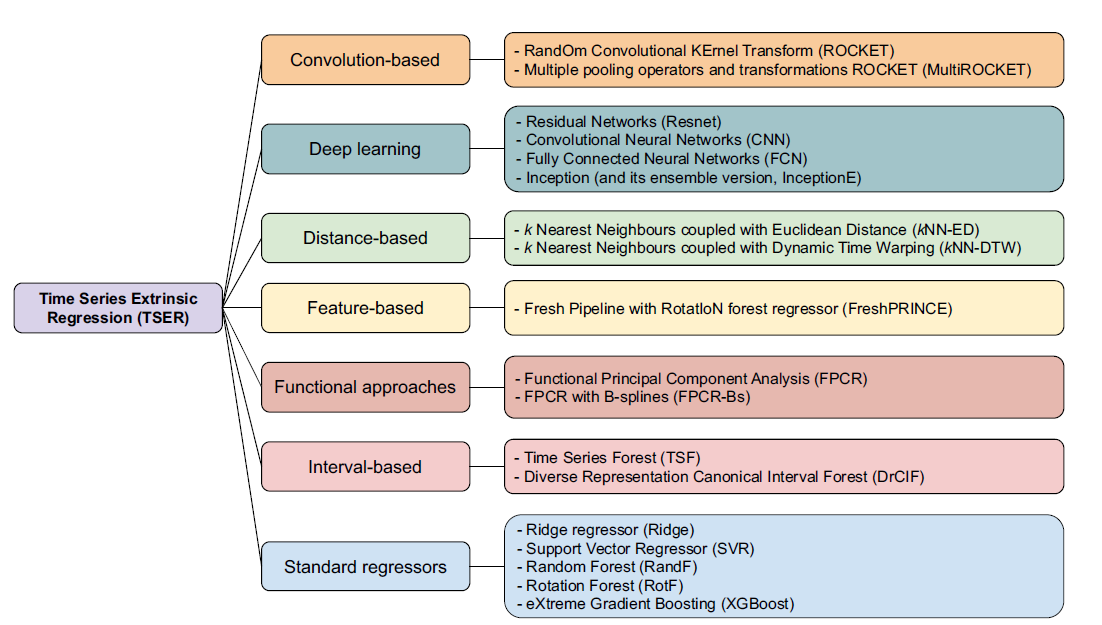 Convolution-based
- RandOm Convolutional KErnel Transform (ROCKET)
- Multiple pooling operators and transformations ROCKET (MultiROCKET)
Deep learning
- Residual Networks (Resnet)
- Convolutional Neural Networks (CNN)
- Fully Connected Neural Networks (FCN)
- Inception (and its ensemble version, InceptionE)
Distance-based
- k Nearest Neighbours coupled with Euclidean Distance (kNN-ED)
- k Nearest Neighbours coupled with Dynamic Time Warping (kNN-DTW)
Time Series Extrinsic
Regression (TSER)
Feature-based
- Fresh Pipeline with RotatIoN forest regressor (FreshPRINCE)
Functional approaches
- Functional Principal Component Analysis (FPCR)
- FPCR with B-splines (FPCR-Bs)
Interval-based
- Time Series Forest (TSF)
- Diverse Representation Canonical Interval Forest (DrCIF)
Standard regressors
- Ridge regressor (Ridge)
- Support Vector Regressor (SVR)
- Random Forest (RandF)
- Rotation Forest (RotF)
- eXtreme Gradient Boosting (XGBoost)